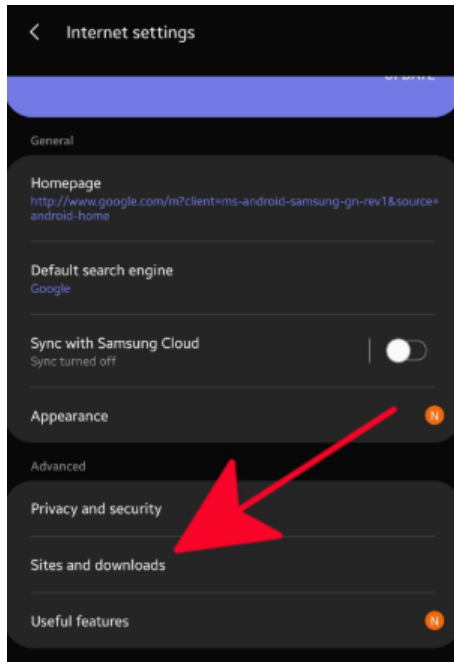 Internet settings
UPDATE
General
Homepage
http://www.google.com/m?client=ms-android-samsung-gn-rev1&source=
android-home
Default search engine
Google
Sync with Samsung Cloud
Sync turned off
Appearance
N
Advanced
Privacy and security
Sites and downloads
Useful features
N